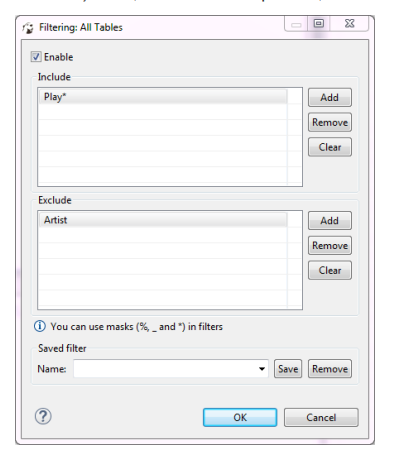 Filtering: All Tables
Enable
Include
Play*
Add
Remove
Clear
Exclude
Artist
Add
Remove
Clear
You can use masks (%, _ and *) in filters
Saved filter
Name:
Save
Remove
OK
Cancel